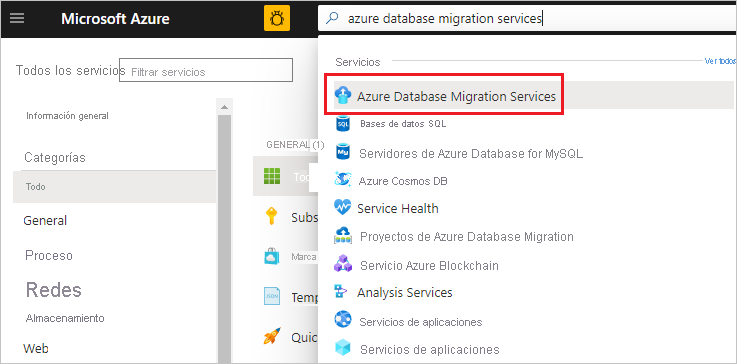 Microsoft Azure
azure database migration services
Todos los servicios
Filtrar servicios
Información general
Categorías
Todo
General
Proceso
Redes
Almacenamiento
Web
GENERAL (1)
Subs
Marca
Temp
Quic
Servicios
Ver todos
Azure Database Migration Services
Bases de datos SQL
Servidores de Azure Database for MySQL
Azure Cosmos DB
Service Health
Proyectos de Azure Database Migration
Servicio Azure Blockchain
Analysis Services
Servicios de aplicaciones
Servicios de aplicaciones